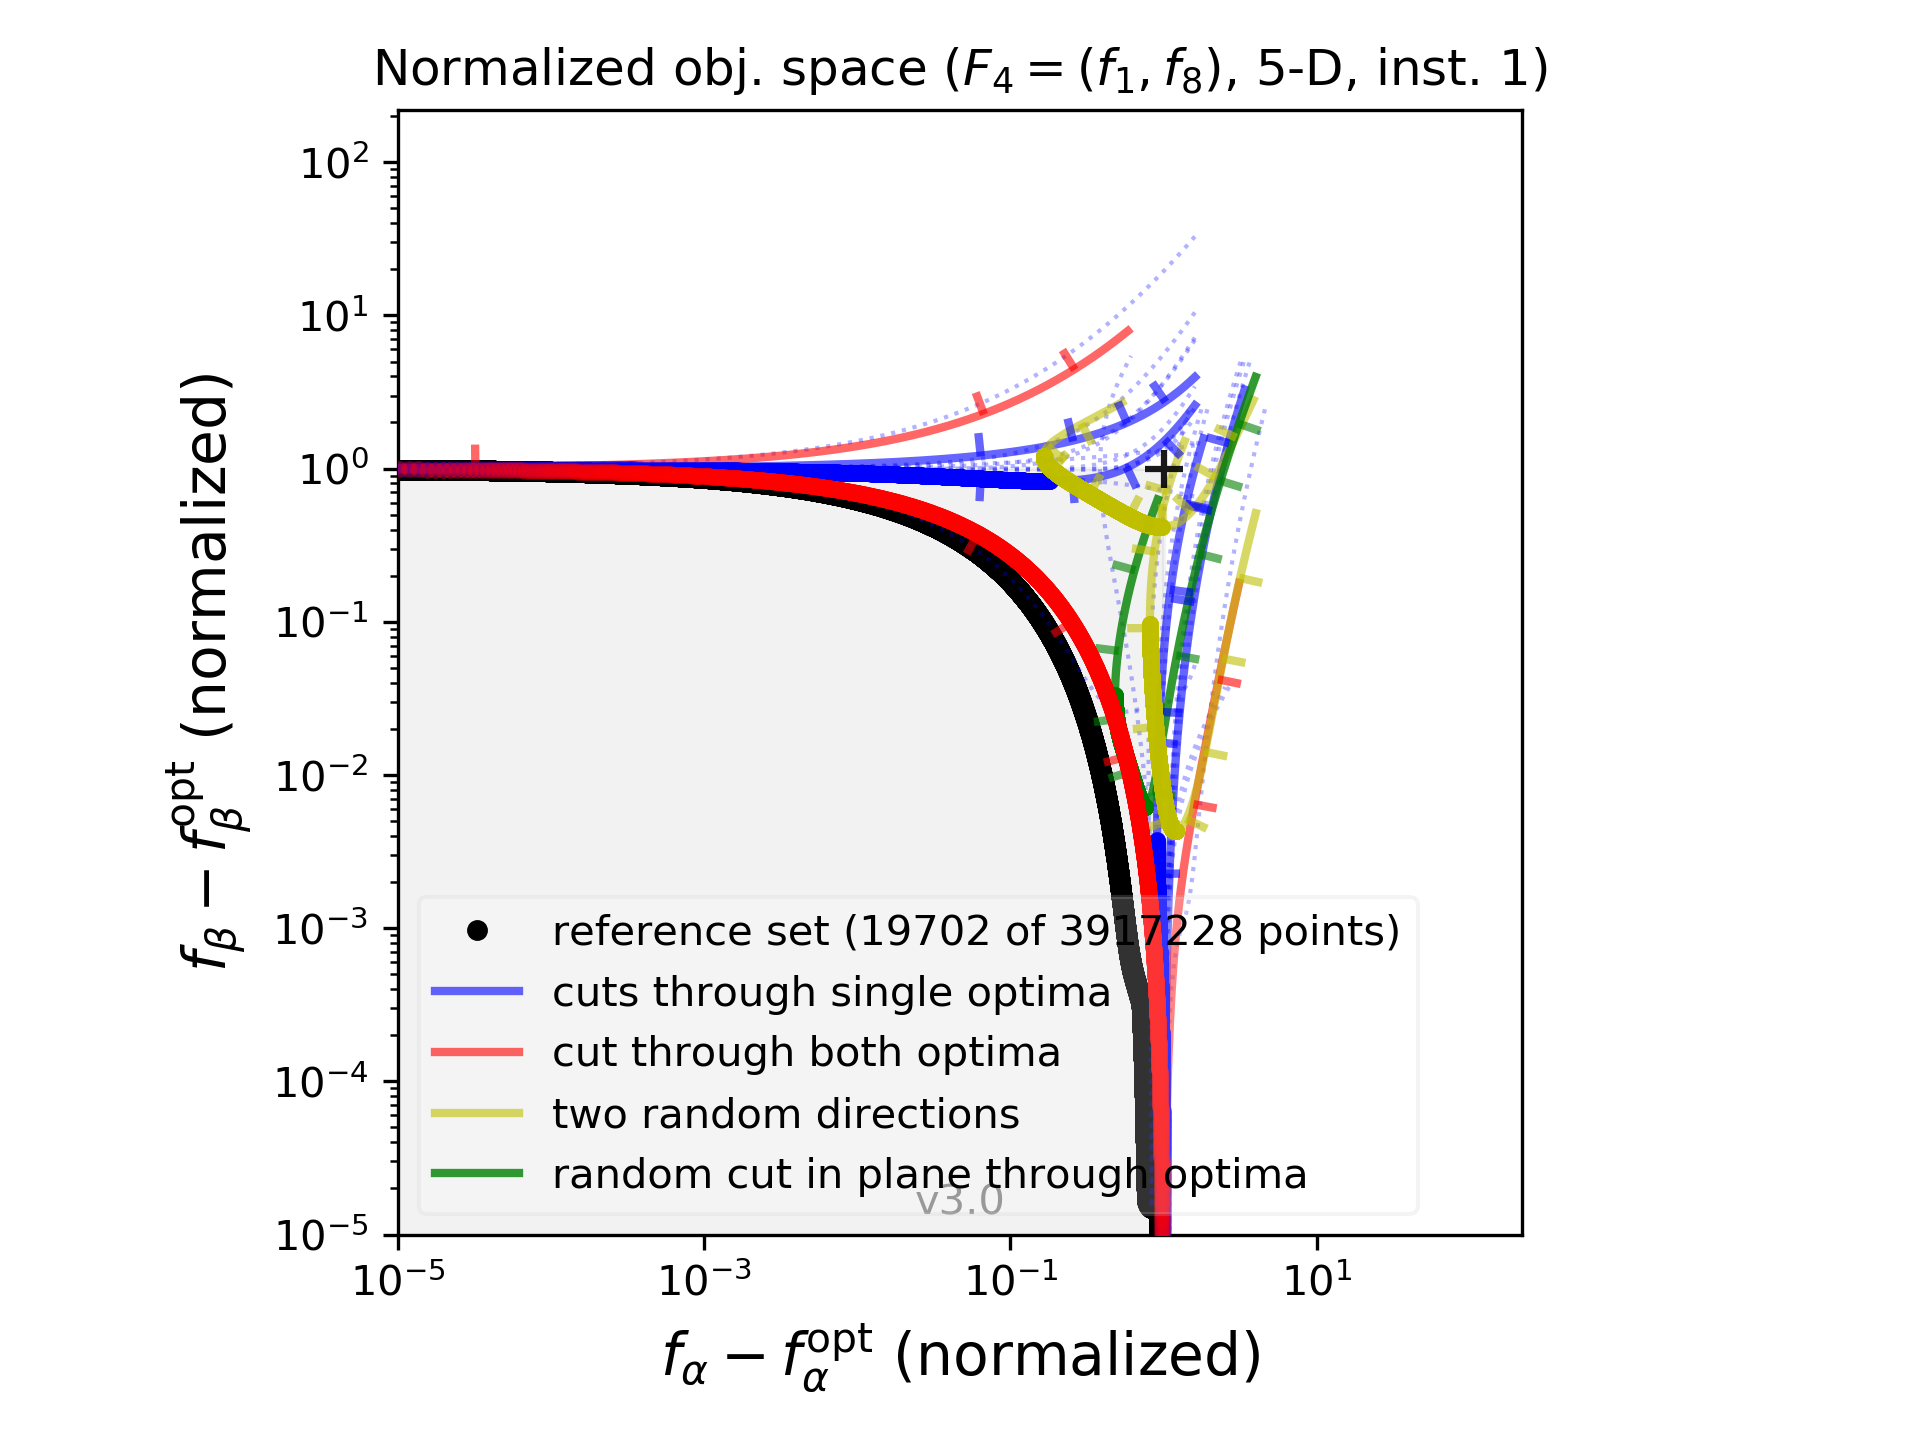 Normalized obj. space (F₄ = (f₁, f₈), 5-D, inst. 1)
f_β − f_β^opt (normalized)
10²
10¹
10⁰
10⁻¹
10⁻²
10⁻³
10⁻⁴
10⁻⁵
reference set (19702 of 3917228 points)
cuts through single optima
cut through both optima
two random directions
random cut in plane through optima
v3.0
10⁻⁵ 10⁻³ 10⁻¹ 10¹
f_α − f_α^opt (normalized)